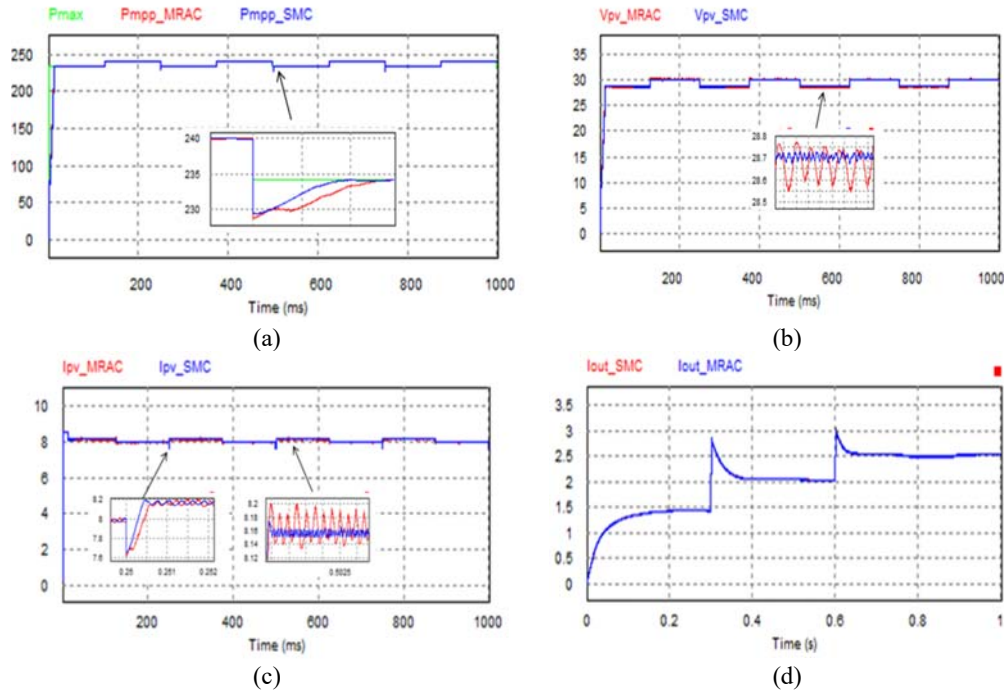 Pmax Pmpp_MRAC Pmpp_SMC
250
200
150
100
50
0
240
235
230
200 400 600 800 1000
Time (ms)
(a)
Vpv_MRAC Vpv_SMC
35
30
25
20
15
10
5
0
28.8
28.7
28.6
28.5
200 400 600 800 1000
Time (ms)
(b)
Ipv_MRAC Ipv_SMC
10
8
6
4
2
0
8.2
8
7.8
7.6
0.25 0.251 0.252
8.2
8.18
8.16
8.14
8.12
0.5025
200 400 600 800 1000
Time (ms)
(c)
Iout_SMC Iout_MRAC
3.5
3
2.5
2
1.5
1
0.5
0
0 0.2 0.4 0.6 0.8 1
Time (s)
(d)